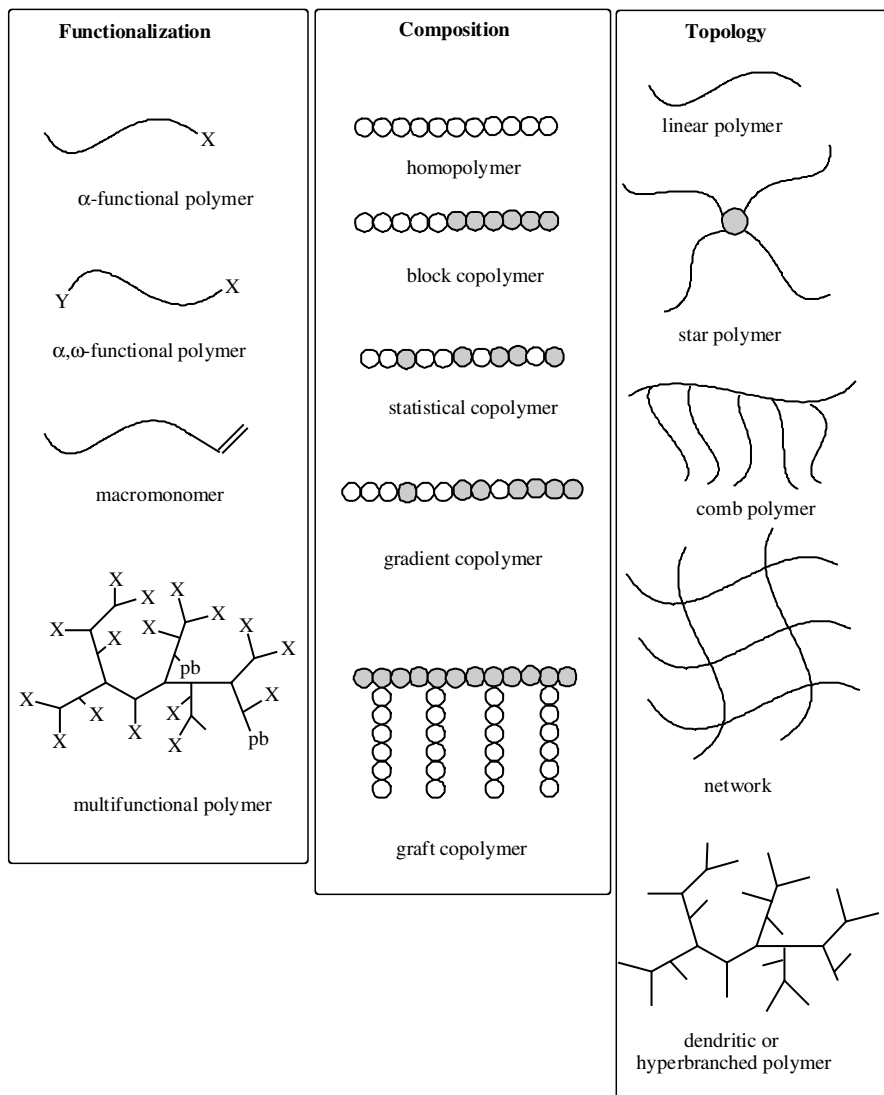 Functionalization
X
α-functional polymer
Y
X
α,ω-functional polymer
macromonomer
X
X
X
X
X
X
X
X
X
X
pb
X
X
X
X
X
X
X
pb
multifunctional polymer
Composition
homopolymer
block copolymer
statistical copolymer
gradient copolymer
graft copolymer
Topology
linear polymer
star polymer
comb polymer
network
dendritic or
hyperbranched polymer